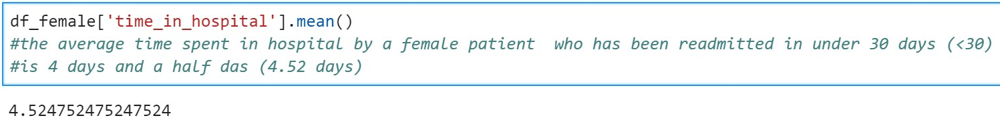 df_female['time_in_hospital'].mean()
#the average time spent in hospital by a female patient  who has been readmitted in under 30 days (<30)
#is 4 days and a half das (4.52 days)
4.524752475247524